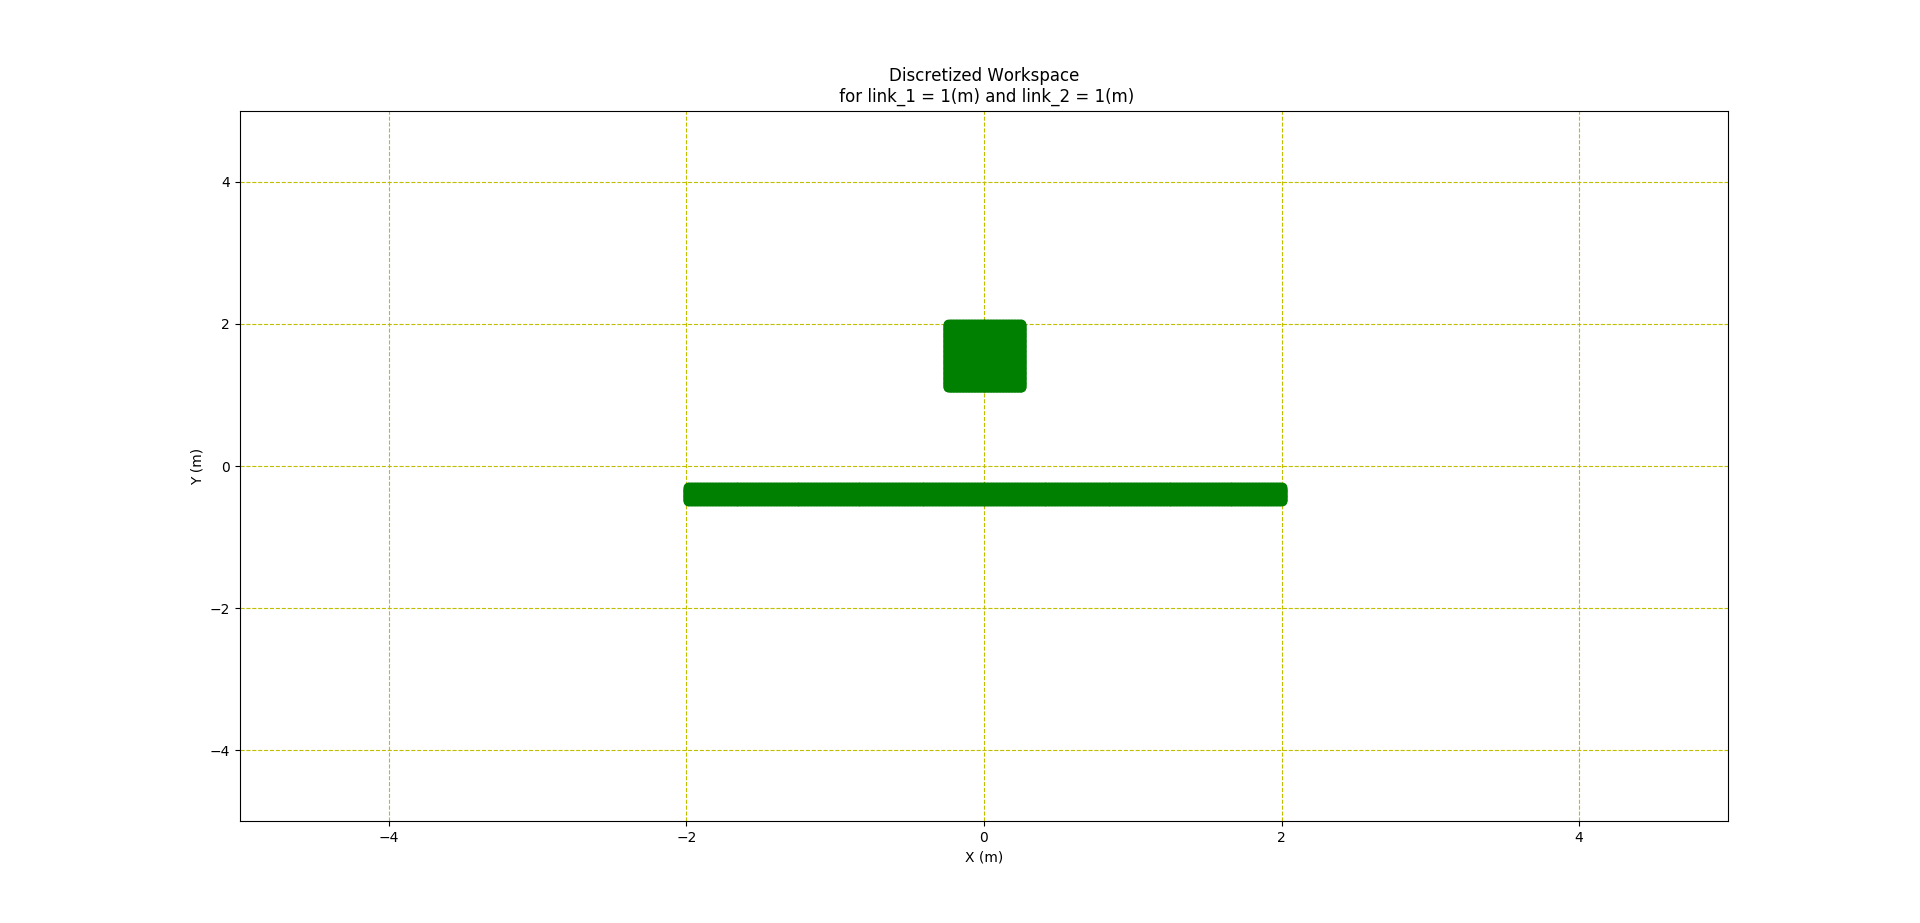 Discretized Workspace
for link_1 = 1(m) and link_2 = 1(m)
4
2
0
−2
−4
Y (m)
−4 −2 0 2 4
X (m)